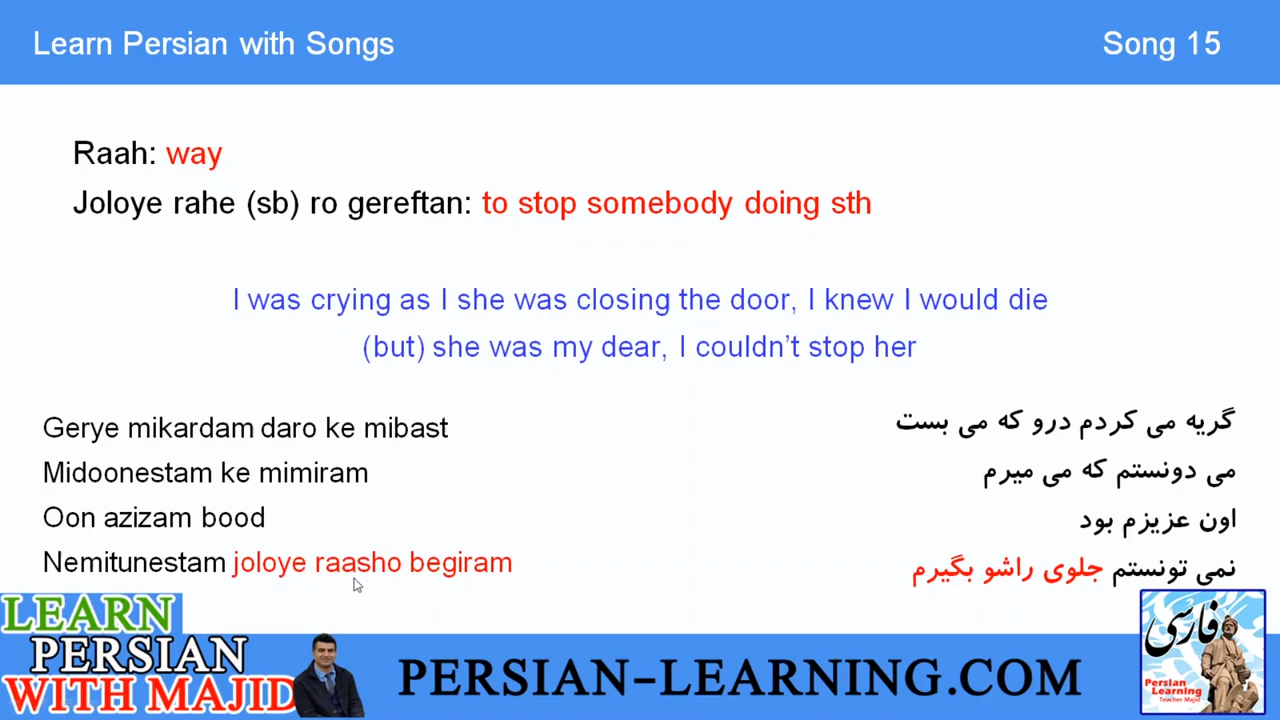 Learn Persian with Songs
Song 15
Raah: way
Joloye rahe (sb) ro gereftan: to stop somebody doing sth
I was crying as I she was closing the door, I knew I would die
(but) she was my dear, I couldn't stop her
Gerye mikardam daro ke mibast
Midoonestam ke mimiram
Oon azizam bood
Nemitunestam joloye raasho begiram
گریه می کردم درو که می بست
می دونستم که می میرم
اون عزیزم بود
نمی تونستم جلوی راشو بگیرم
LEARN
PERSIAN
WITH MAJID
PERSIAN-LEARNING.COM
فارسی
Persian
Learning
Teacher Majid